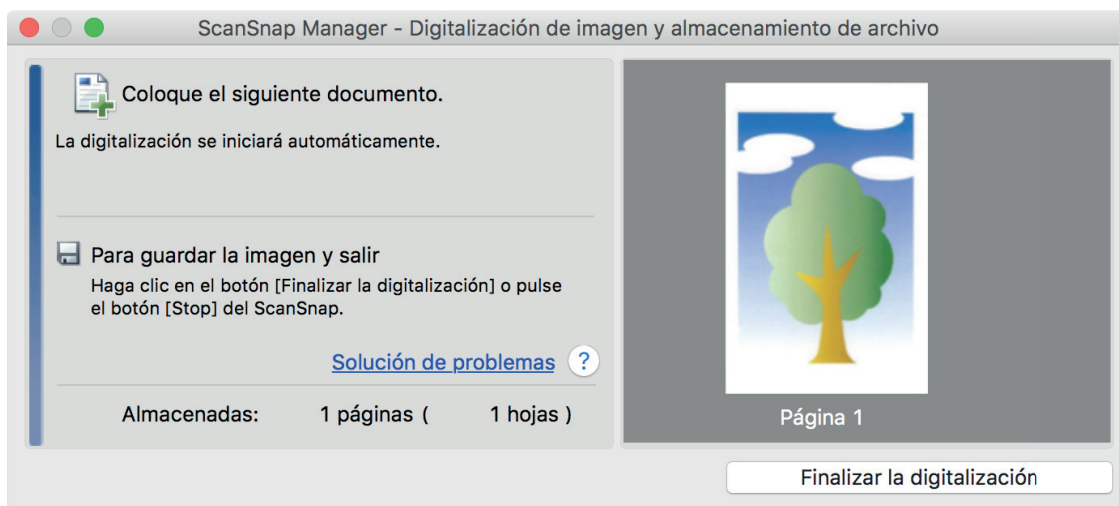 ScanSnap Manager - Digitalización de imagen y almacenamiento de archivo
Coloque el siguiente documento.
La digitalización se iniciará automáticamente.
Para guardar la imagen y salir
Haga clic en el botón [Finalizar la digitalización] o pulse
el botón [Stop] del ScanSnap.
Solución de problemas ?
Almacenadas: 1 páginas ( 1 hojas )
Página 1
Finalizar la digitalización